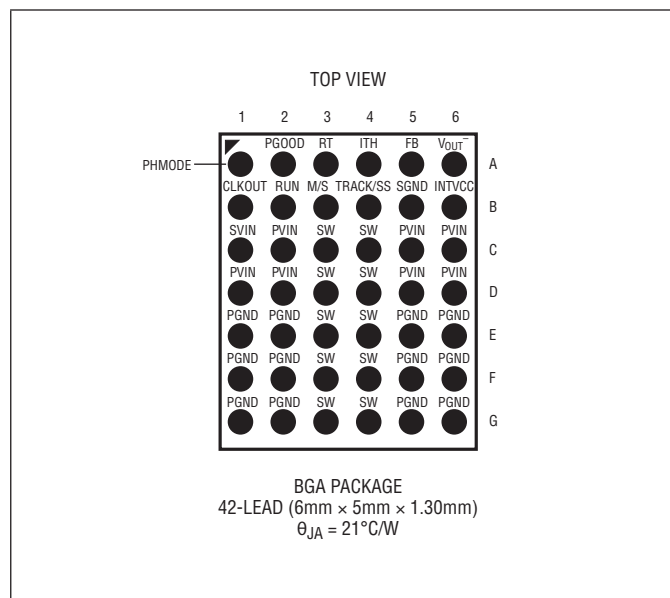 TOP VIEW
1 2 3 4 5 6
PGOOD RT ITH FB VOUT⁻
PHMODE A
CLKOUT RUN M/S TRACK/SS SGND INTVCC
B
SVIN PVIN SW SW PVIN PVIN
C
PVIN PVIN SW SW PVIN PVIN
D
PGND PGND SW SW PGND PGND
E
PGND PGND SW SW PGND PGND
F
PGND PGND SW SW PGND PGND
G
BGA PACKAGE
42-LEAD (6mm × 5mm × 1.30mm)
θJA = 21°C/W